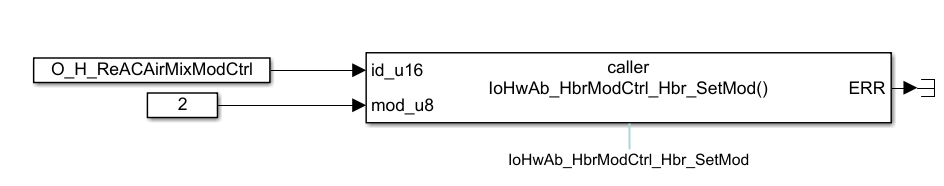 O_H_ReACAirMixModCtrl
id_u16
caller
IoHwAb_HbrModCtrl_Hbr_SetMod()
ERR
2
mod_u8
IoHwAb_HbrModCtrl_Hbr_SetMod